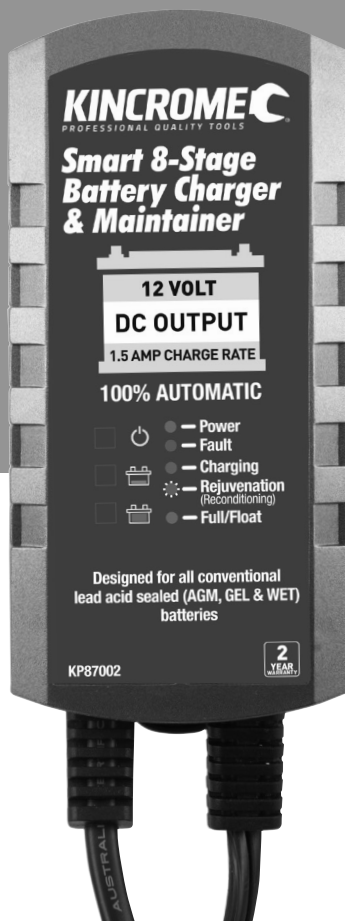 KINCROME
PROFESSIONAL QUALITY TOOLS
Smart 8-Stage
Battery Charger
& Maintainer
12 VOLT
DC OUTPUT
1.5 AMP CHARGE RATE
100% AUTOMATIC
Power
Fault
Charging
Rejuvenation
(Reconditioning)
Full/Float
Designed for all conventional
lead acid sealed (AGM, GEL & WET)
batteries
KP87002
2
YEAR
WARRANTY
AUSTRALI